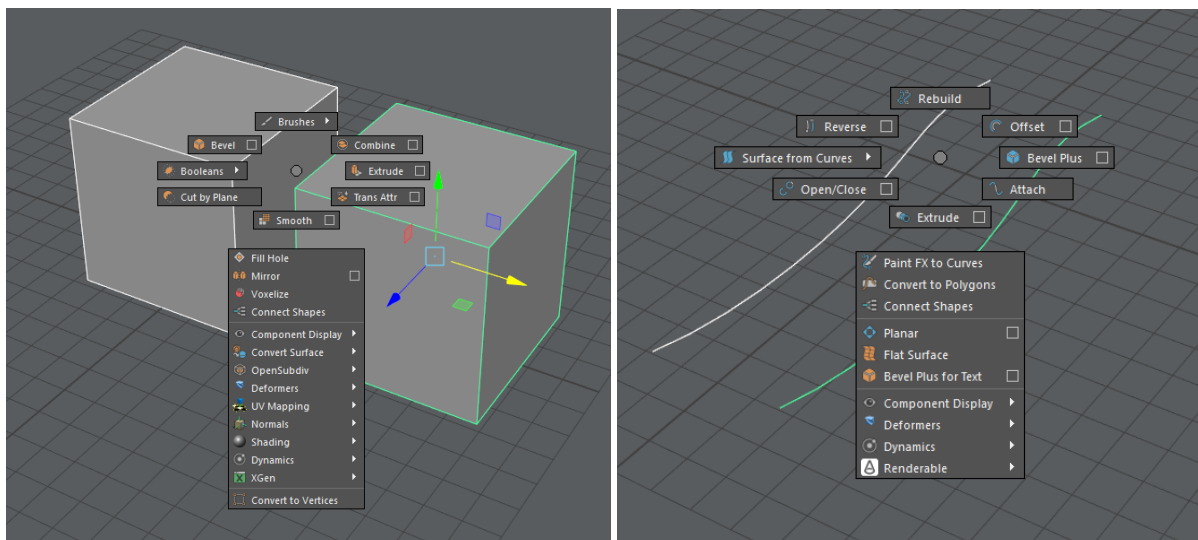 Brushes
Bevel
Combine
Booleans
Extrude
Cut by Plane
Trans Attr
Smooth
Fill Hole
Mirror
Voxelize
Connect Shapes
Component Display
Convert Surface
OpenSubdiv
Deformers
UV Mapping
Normals
Shading
Dynamics
XGen
Convert to Vertices
Rebuild
Reverse
Offset
Surface from Curves
Bevel Plus
Open/Close
Attach
Extrude
Paint FX to Curves
Convert to Polygons
Connect Shapes
Planar
Flat Surface
Bevel Plus for Text
Component Display
Deformers
Dynamics
Renderable